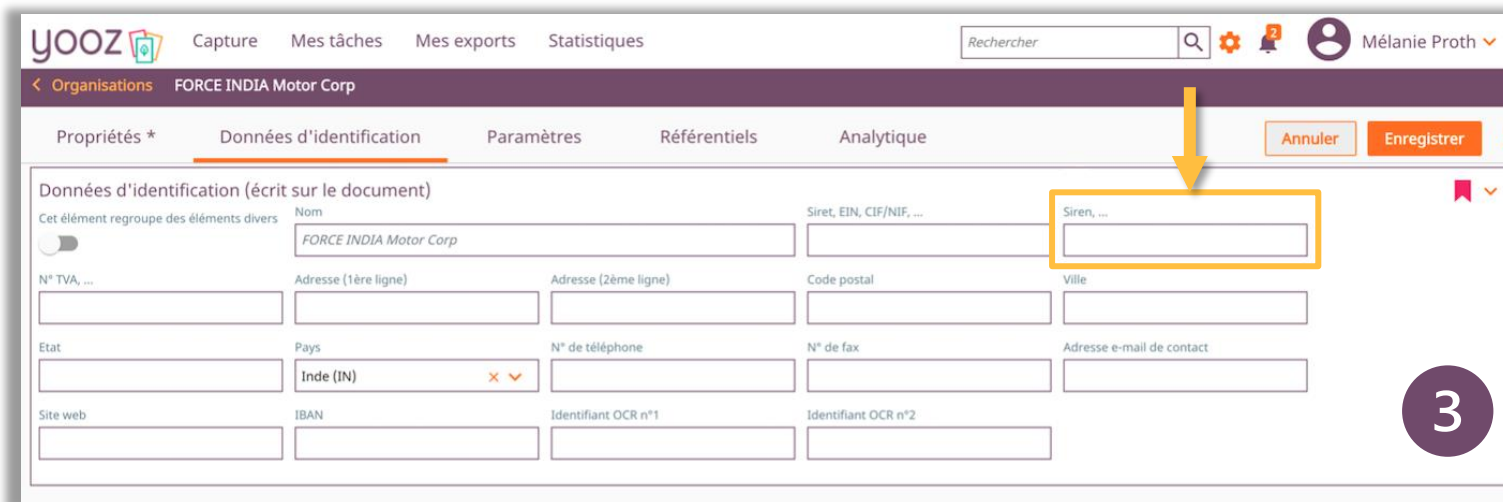 yooz Capture Mes tâches Mes exports Statistiques Rechercher 2 Mélanie Proth
< Organisations FORCE INDIA Motor Corp
Propriétés * Données d'identification Paramètres Référentiels Analytique Annuler Enregistrer
Données d'identification (écrit sur le document)
Cet élément regroupe des éléments divers Nom Siret, EIN, CIF/NIF, ... Siren, ...
FORCE INDIA Motor Corp
N° TVA, ... Adresse (1ère ligne) Adresse (2ème ligne) Code postal Ville
Etat Pays N° de téléphone N° de fax Adresse e-mail de contact
Inde (IN)
Site web IBAN Identifiant OCR n°1 Identifiant OCR n°2
3